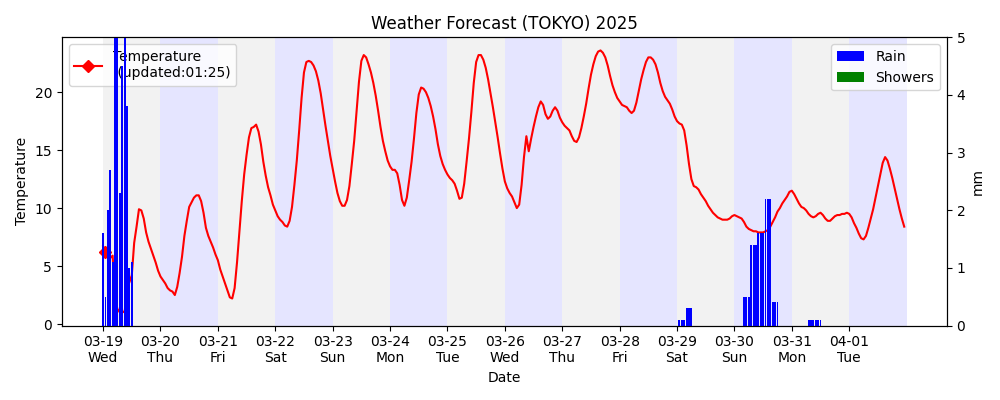 Weather Forecast (TOKYO) 2025
Temperature
(updated:01:25)
Rain
Showers
Temperature
20
15
10
5
0
5
4
3
2
1
0
mm
03-19 03-20 03-21 03-22 03-23 03-24 03-25 03-26 03-27 03-28 03-29 03-30 03-31 04-01
Wed Thu Fri Sat Sun Mon Tue Wed Thu Fri Sat Sun Mon Tue
Date